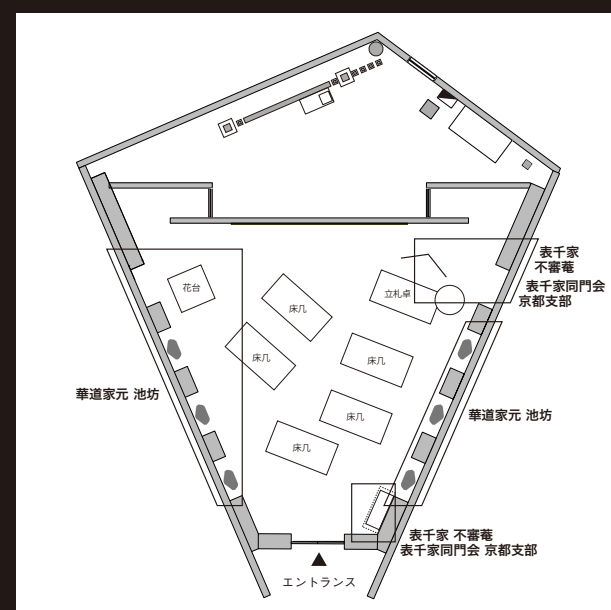 表千家
不審菴
表千家同門会
京都支部
花台
立札卓
床几
床几
床几
床几
床几
華道家元 池坊
華道家元 池坊
表千家 不審菴
表千家同門会 京都支部
エントランス